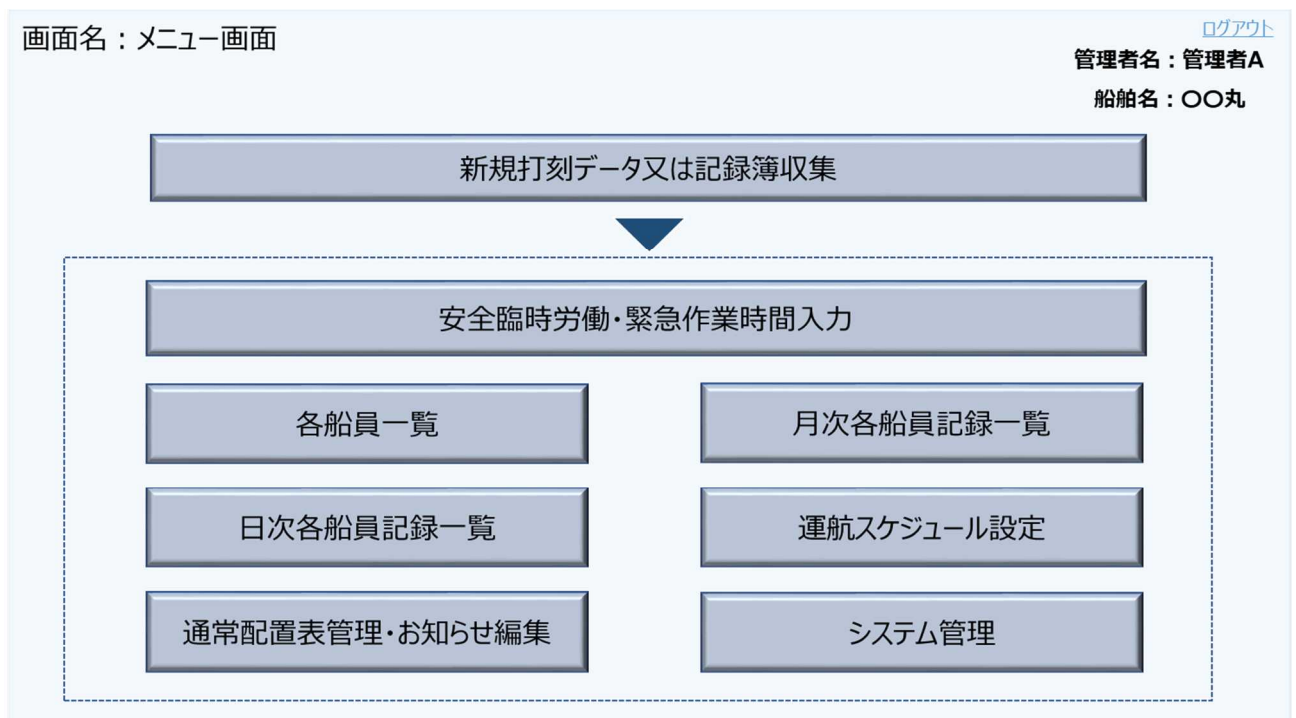 画面名：メニュー画面
ログアウト
管理者名：管理者A
船舶名：〇〇丸
新規打刻データ又は記録簿収集
安全臨時労働・緊急作業時間入力
各船員一覧
月次各船員記録一覧
日次各船員記録一覧
運航スケジュール設定
通常配置表管理・お知らせ編集
システム管理